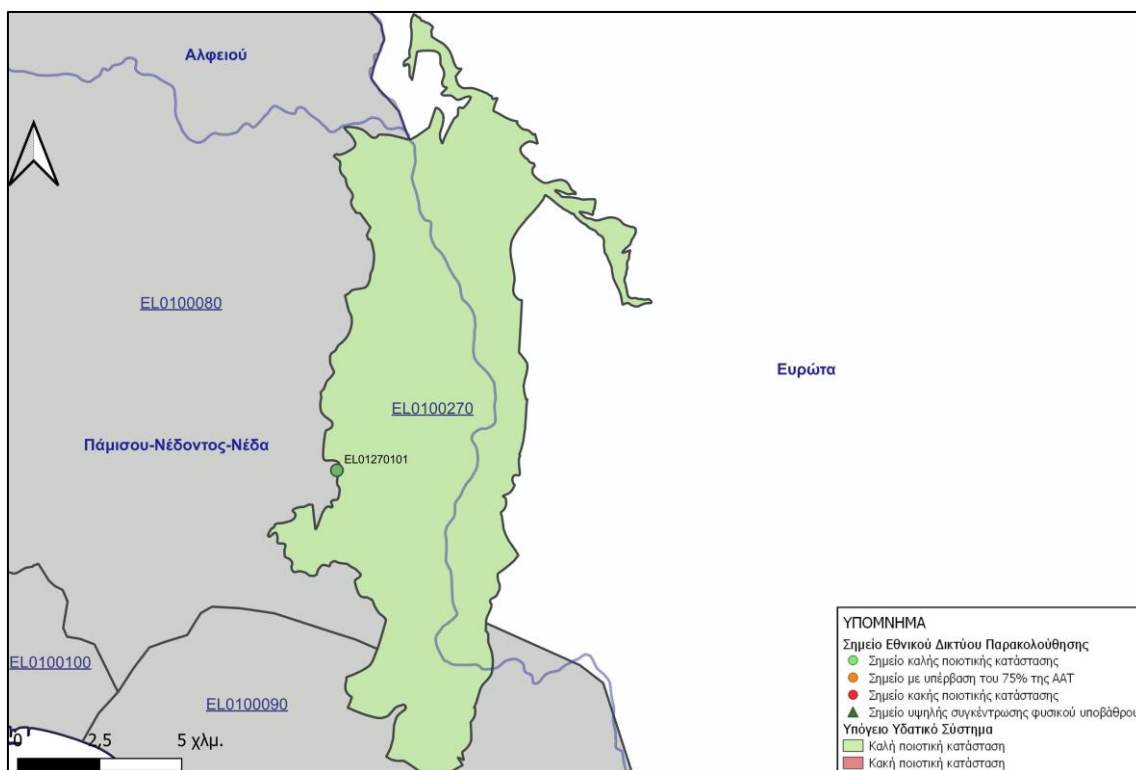 Αλφειού
EL0100080
Ευρώτα
EL0100270
Πάμισου-Νέδοντος-Νέδα
EL01270101
EL0100100
EL0100090
0 2,5 5 χλμ.
ΥΠΟΜΝΗΜΑ
Σημείο Εθνικού Δικτύου Παρακολούθησης
Σημείο καλής ποιοτικής κατάστασης
Σημείο με υπέρβαση του 75% της ΑΑΤ
Σημείο κακής ποιοτικής κατάστασης
Σημείο υψηλής συγκέντρωσης φυσικού υποβάθρου
Υπόγειο Υδατικό Σύστημα
Καλή ποιοτική κατάσταση
Κακή ποιοτική κατάσταση